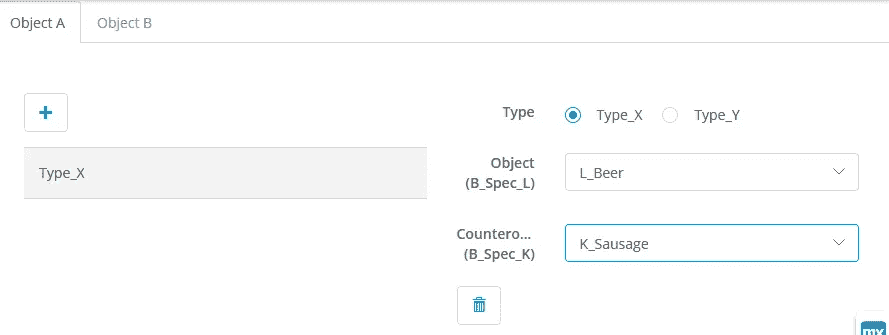 Object A
Object B
+
Type_X
Type
Type_X
Type_Y
Object
(B_Spec_L)
L_Beer
Countero...
(B_Spec_K)
K_Sausage
mx